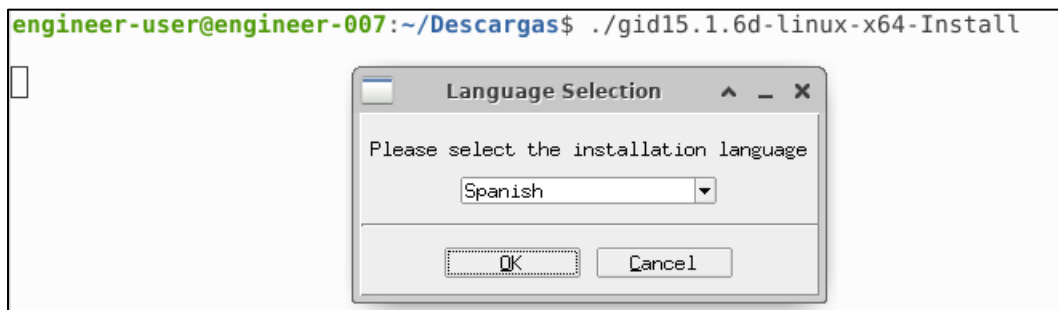 engineer-user@engineer-007:~/Descargas$ ./gid15.1.6d-linux-x64-Install
Language Selection
Please select the installation language
Spanish
OK
Cancel